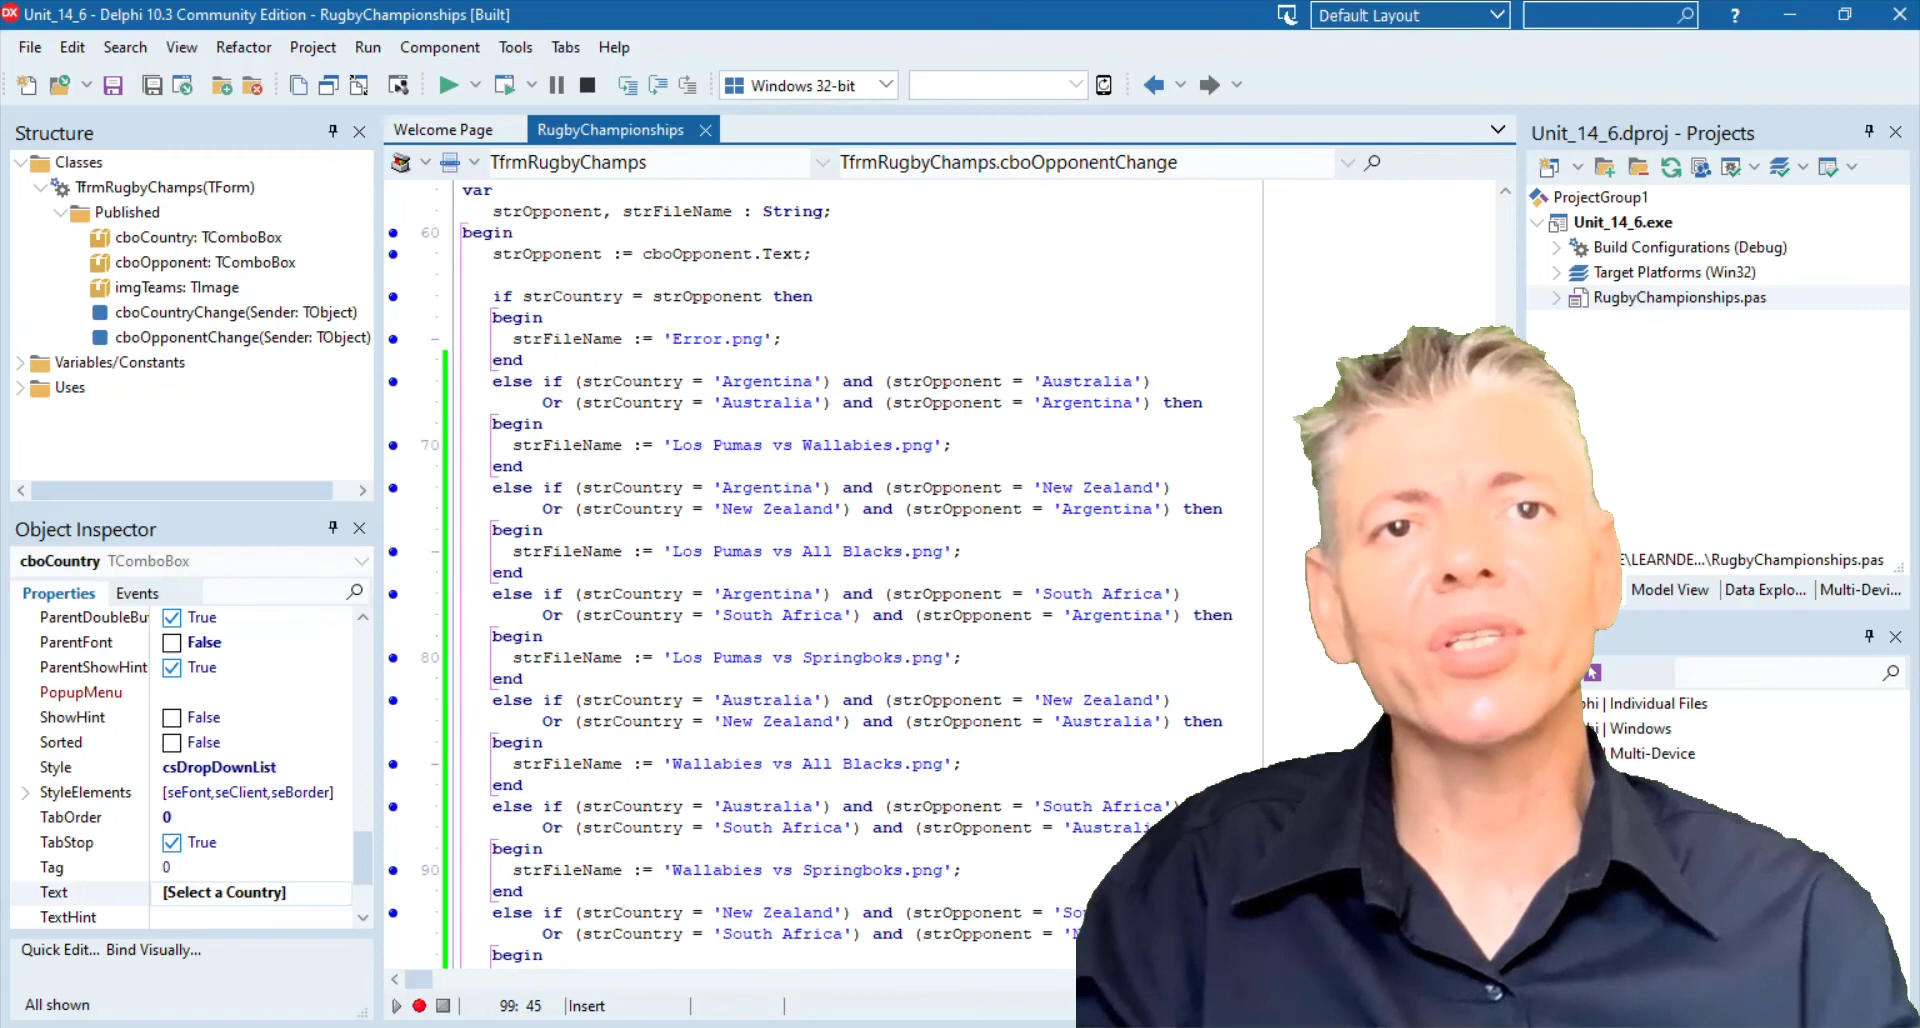 Unit_14_6 - Delphi 10.3 Community Edition - RugbyChampionships [Built]
Default Layout
?
File Edit Search View Refactor Project Run Component Tools Tabs Help
Windows 32-bit
Structure
Classes
TfrmRugbyChamps(TForm)
Published
cboCountry: TComboBox
cboOpponent: TComboBox
imgTeams: TImage
cboCountryChange(Sender: TObject)
cboOpponentChange(Sender: TObject)
Variables/Constants
Uses
Object Inspector
cboCountry TComboBox
Properties Events
ParentDoubleBu True
ParentFont False
ParentShowHint True
PopupMenu
ShowHint False
Sorted False
Style csDropDownList
StyleElements [seFont,seClient,seBorder]
TabOrder 0
TabStop True
Tag 0
Text [Select a Country]
TextHint
Quick Edit... Bind Visually...
All shown
Welcome Page RugbyChampionships
TfrmRugbyChamps TfrmRugbyChamps.cboOpponentChange
var
strOpponent, strFileName : String;
60 begin
strOpponent := cboOpponent.Text;
if strCountry = strOpponent then
begin
strFileName := 'Error.png';
end
else if (strCountry = 'Argentina') and (strOpponent = 'Australia')
Or (strCountry = 'Australia') and (strOpponent = 'Argentina') then
begin
70 strFileName := 'Los Pumas vs Wallabies.png';
end
else if (strCountry = 'Argentina') and (strOpponent = 'New Zealand')
Or (strCountry = 'New Zealand') and (strOpponent = 'Argentina') then
begin
strFileName := 'Los Pumas vs All Blacks.png';
end
else if (strCountry = 'Argentina') and (strOpponent = 'South Africa')
Or (strCountry = 'South Africa') and (strOpponent = 'Argentina') then
begin
80 strFileName := 'Los Pumas vs Springboks.png';
end
else if (strCountry = 'Australia') and (strOpponent = 'New Zealand')
Or (strCountry = 'New Zealand') and (strOpponent = 'Australia') then
begin
strFileName := 'Wallabies vs All Blacks.png';
end
else if (strCountry = 'Australia') and (strOpponent = 'South Africa'
Or (strCountry = 'South Africa') and (strOpponent = 'Australi
begin
90 strFileName := 'Wallabies vs Springboks.png';
end
else if (strCountry = 'New Zealand') and (strOpponent = 'So
Or (strCountry = 'South Africa') and (strOpponent = '
begin
99: 45 Insert
Unit_14_6.dproj - Projects
ProjectGroup1
Unit_14_6.exe
Build Configurations (Debug)
Target Platforms (Win32)
RugbyChampionships.pas
E\LEARNDE...\RugbyChampionships.pas
Model View Data Explo... Multi-Devi...
phi | Individual Files
| Windows
Multi-Device